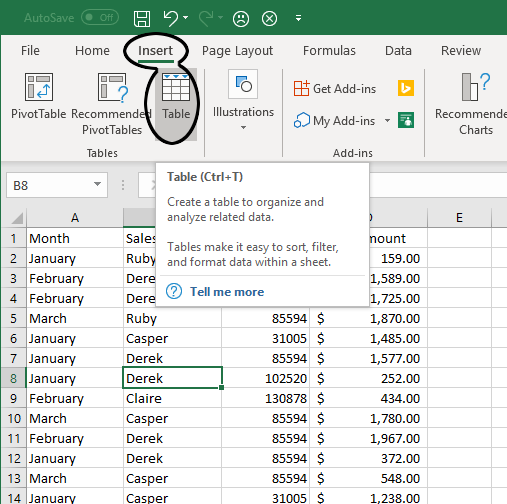 AutoSave Off
File Home Insert Page Layout Formulas Data Review
PivotTable Recommended PivotTables Table Illustrations Get Add-ins My Add-ins Recommended Charts
Tables Add-ins
B8
Table (Ctrl+T)
Create a table to organize and
analyze related data.
Tables make it easy to sort, filter,
and format data within a sheet.
Tell me more
A E
1 Month Sales mount
2 January Ruby 159.00
3 February Dere 1,589.00
4 February Dere 1,725.00
5 March Ruby 85594 $ 1,870.00
6 January Casper 31005 $ 1,485.00
7 January Derek 85594 $ 1,577.00
8 January Derek 102520 $ 252.00
9 February Claire 130878 $ 434.00
10 March Casper 85594 $ 1,780.00
11 February Derek 85594 $ 1,967.00
12 January Derek 85594 $ 372.00
13 March Casper 85594 $ 548.00
14 January Casper 31005 $ 1,238.00